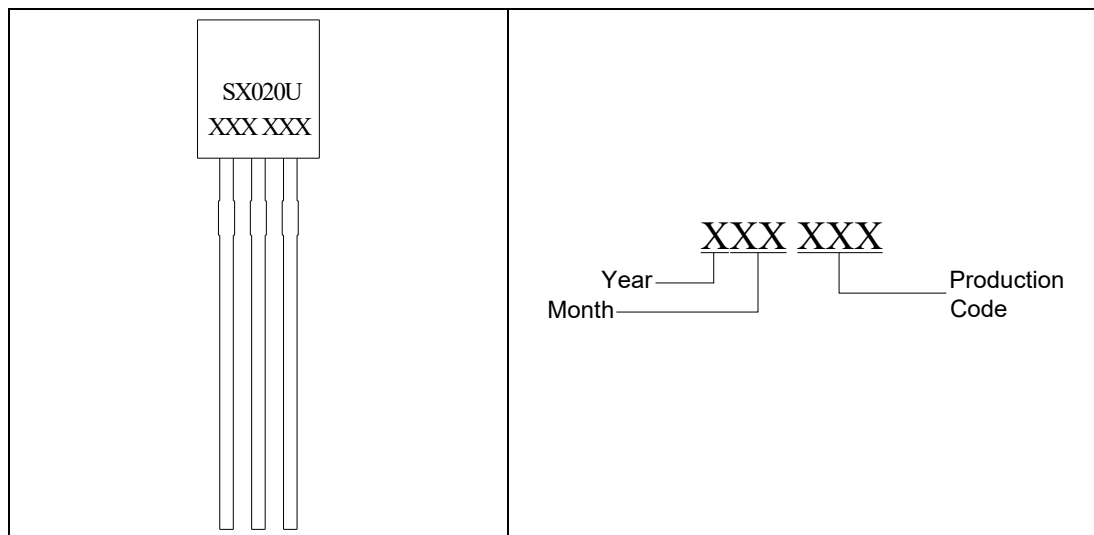 SX020U
XXX XXX
XXX XXX
Year
Month
Production
Code